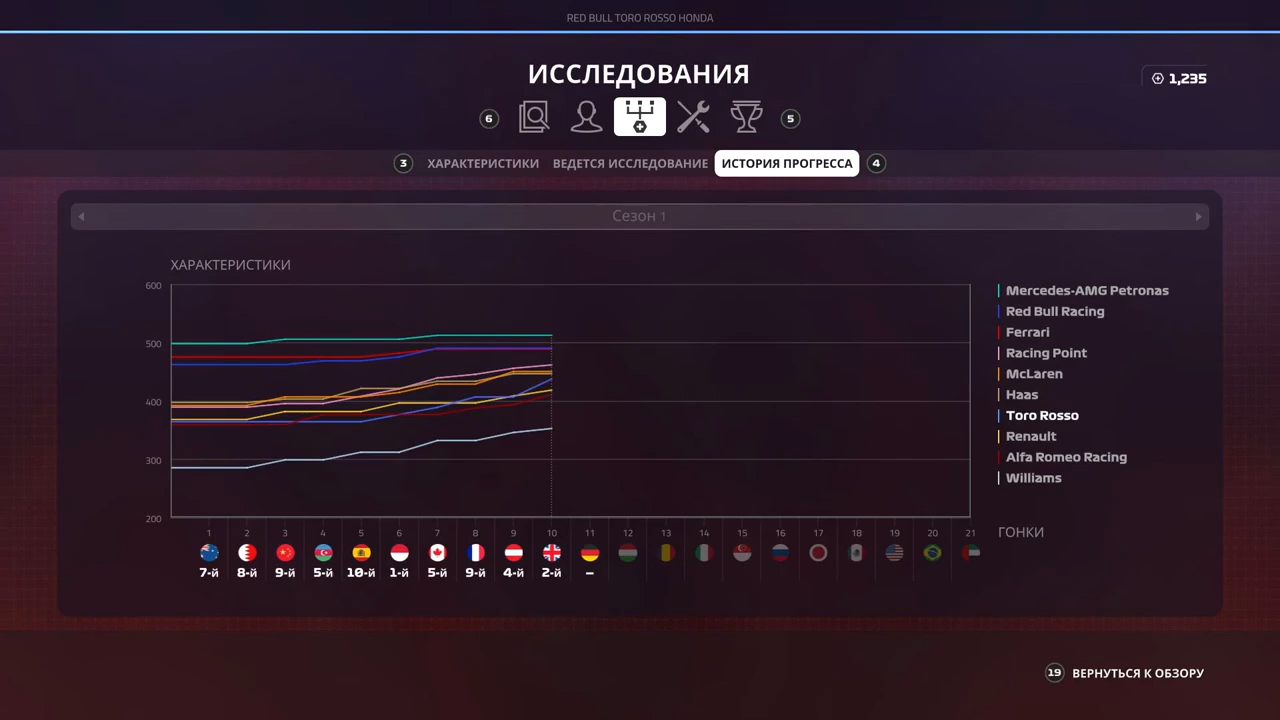 RED BULL TORO ROSSO HONDA
ИССЛЕДОВАНИЯ
1,235
6 5
3 ХАРАКТЕРИСТИКИ ВЕДЕТСЯ ИССЛЕДОВАНИЕ ИСТОРИЯ ПРОГРЕССА 4
Сезон 1
ХАРАКТЕРИСТИКИ
600
500
400
300
200
Mercedes-AMG Petronas
Red Bull Racing
Ferrari
Racing Point
McLaren
Haas
Toro Rosso
Renault
Alfa Romeo Racing
Williams
1 2 3 4 5 6 7 8 9 10 11 12 13 14 15 16 17 18 19 20 21
ГОНКИ
7-й 8-й 9-й 5-й 10-й 1-й 5-й 9-й 4-й 2-й –
19 ВЕРНУТЬСЯ К ОБЗОРУ